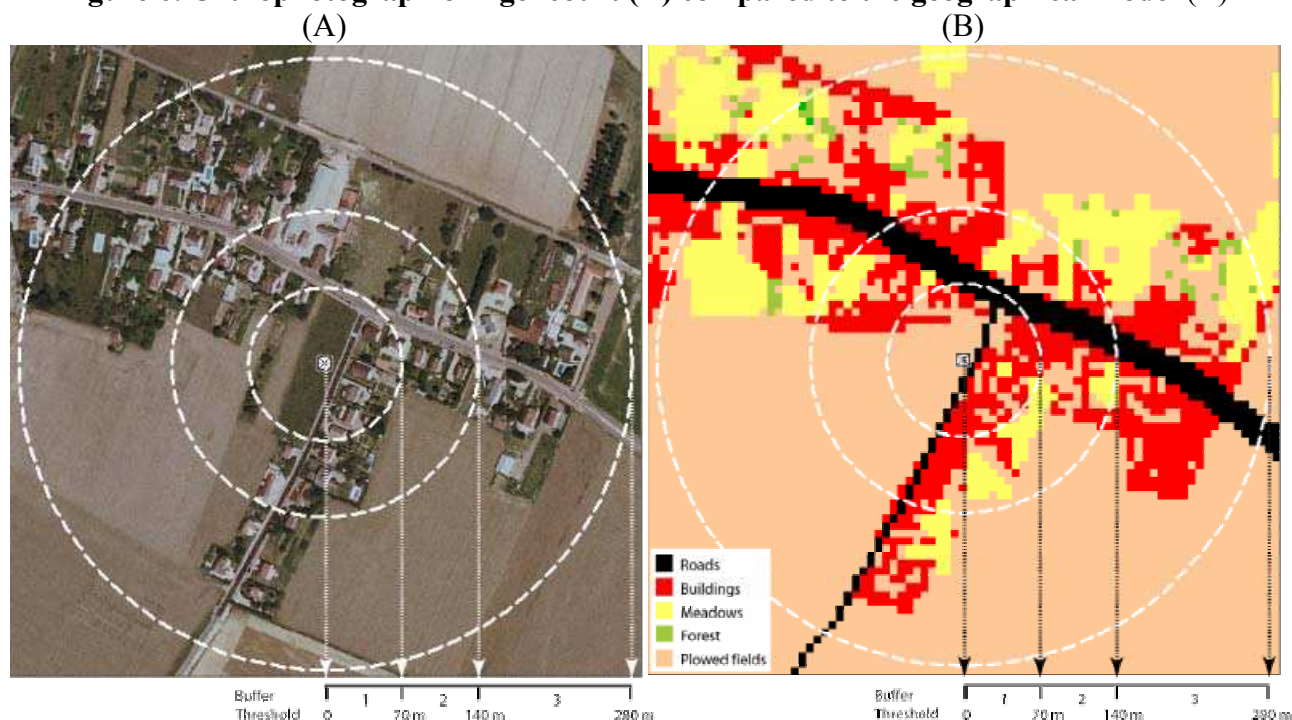 (A) (B)
Roads
Buildings
Meadows
Forest
Plowed fields
Buffer 1 2 3
Threshold 0 70 m 140 m 280 m
Buffer 1 2 3
Threshold 0 70 m 140 m 280 m